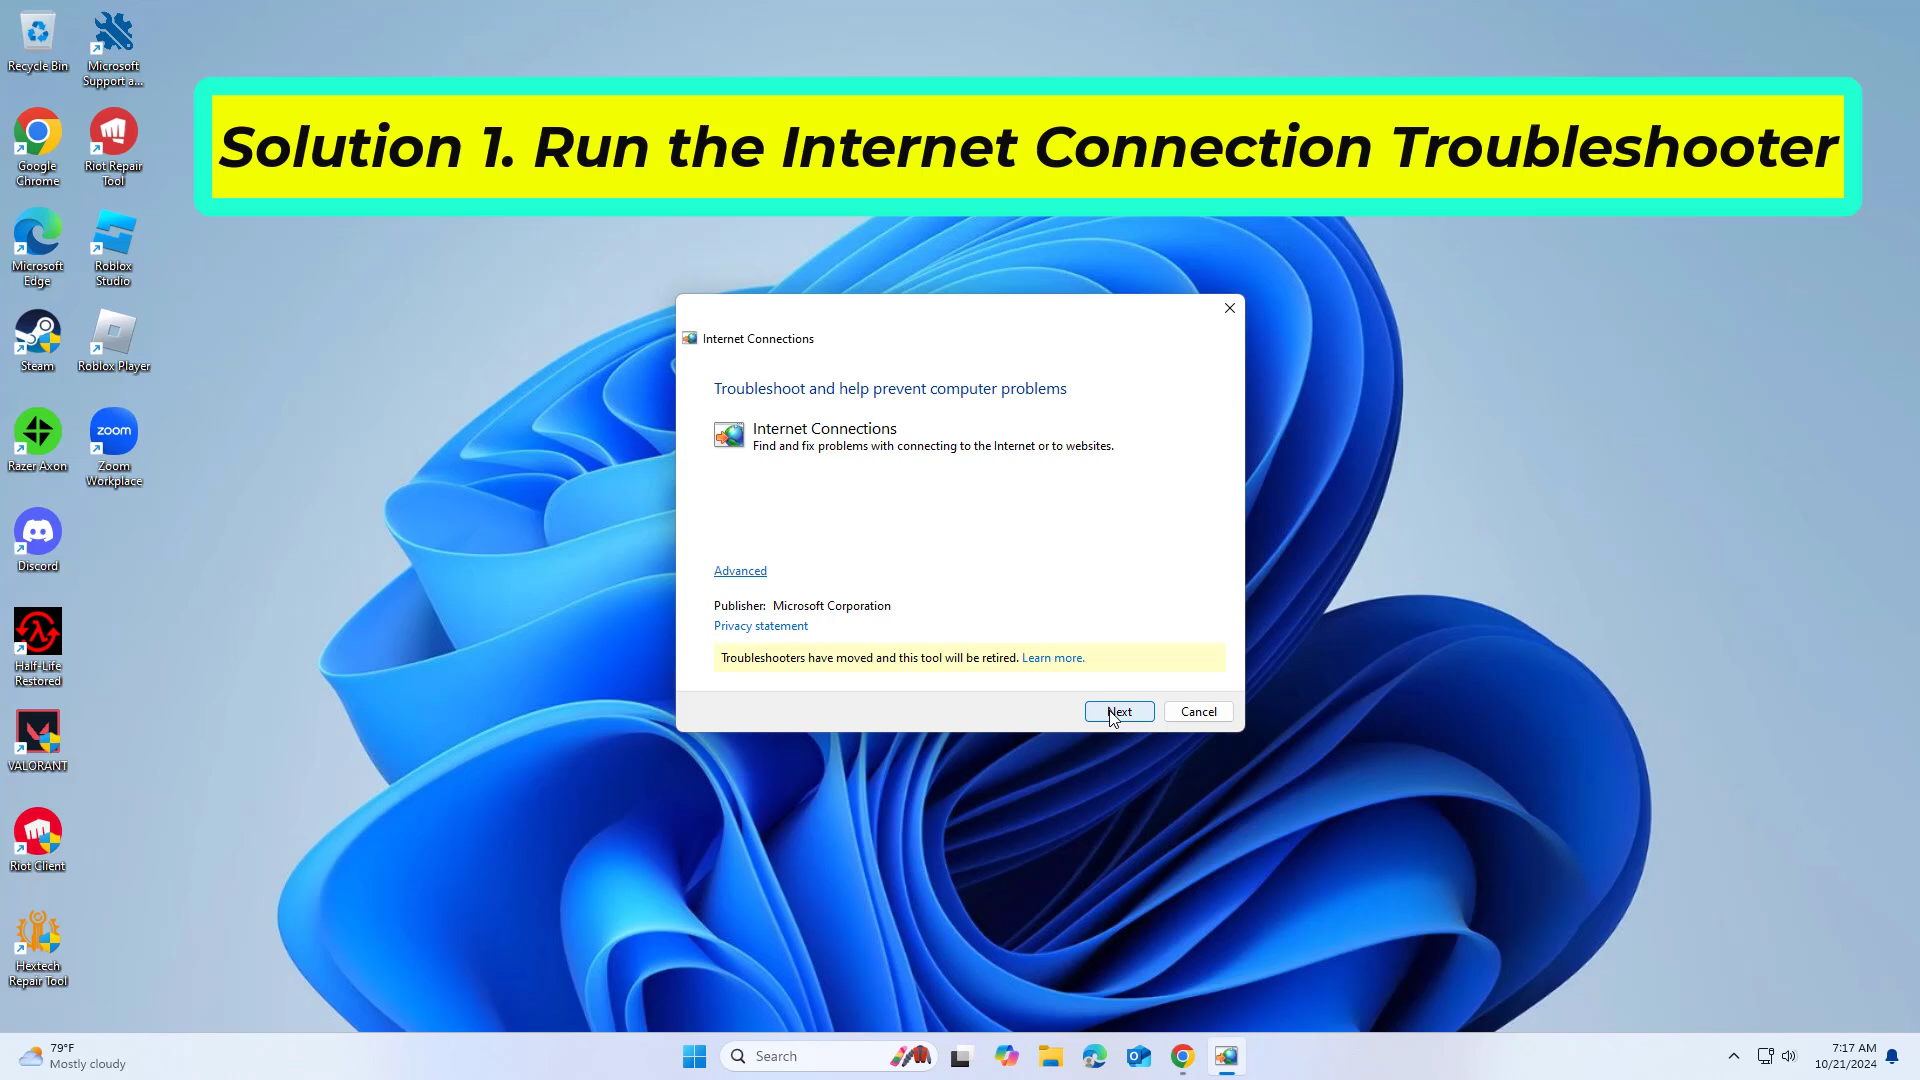 Solution 1. Run the Internet Connection Troubleshooter
Recycle Bin
Microsoft
Support a...
Google
Chrome
Riot Repair
Tool
Microsoft
Edge
Roblox
Studio
Steam
Roblox Player
Razer Axon
zoom
Zoom
Workplace
Discord
Half-Life
Restored
VALORANT
Riot Client
Hextech
Repair Tool
Internet Connections
Troubleshoot and help prevent computer problems
Internet Connections
Find and fix problems with connecting to the Internet or to websites.
Advanced
Publisher: Microsoft Corporation
Privacy statement
Troubleshooters have moved and this tool will be retired. Learn more.
Next
Cancel
79°F
Mostly cloudy
Search
7:17 AM
10/21/2024